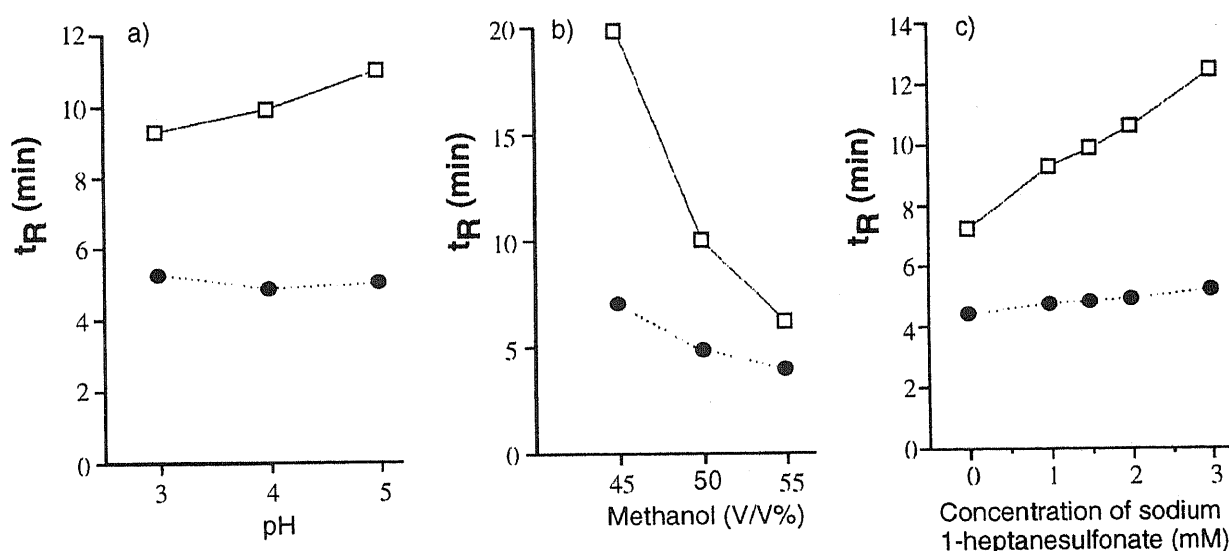 a)
12
10
8
6
4
2
0
tR (min)
3 4 5
pH
b)
20
15
10
5
0
tR (min)
45 50 55
Methanol (V/V%)
c)
14
12
10
8
6
4
2
0
tR (min)
0 1 2 3
Concentration of sodium
1-heptanesulfonate (mM)